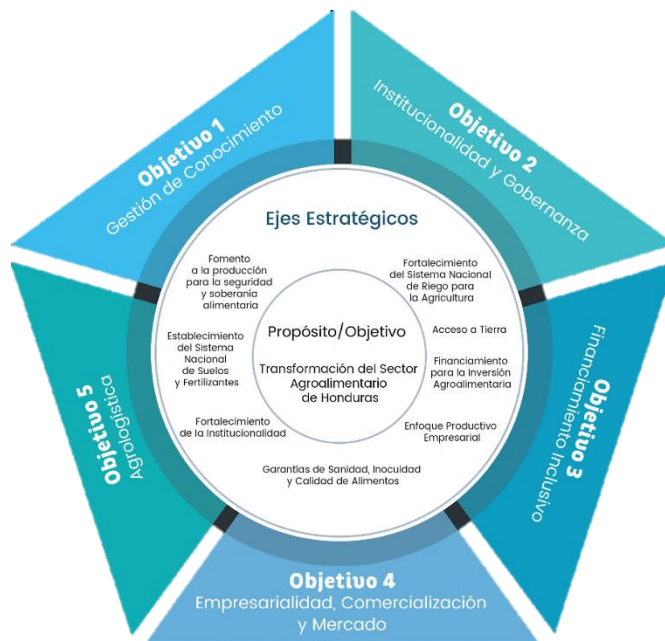 Objetivo 1
Gestión de Conocimiento
Objetivo 2
Institucionalidad y Gobernanza
Objetivo 3
Financiamiento Inclusivo
Objetivo 4
Empresarialidad, Comercialización
y Mercado
Objetivo 5
Agrologística
Ejes Estratégicos
Fomento
a la producción
para la seguridad
y soberanía
alimentaria
Establecimiento
del Sistema
Nacional
de Suelos
y Fertilizantes
Fortalecimiento
de la Institucionalidad
Garantías de Sanidad, Inocuidad
y Calidad de Alimentos
Fortalecimiento
del Sistema Nacional
de Riego para
la Agricultura
Acceso a Tierra
Financiamiento
para la Inversión
Agroalimentaria
Enfoque Productivo
Empresarial
Propósito/Objetivo
Transformación del Sector
Agroalimentario
de Honduras